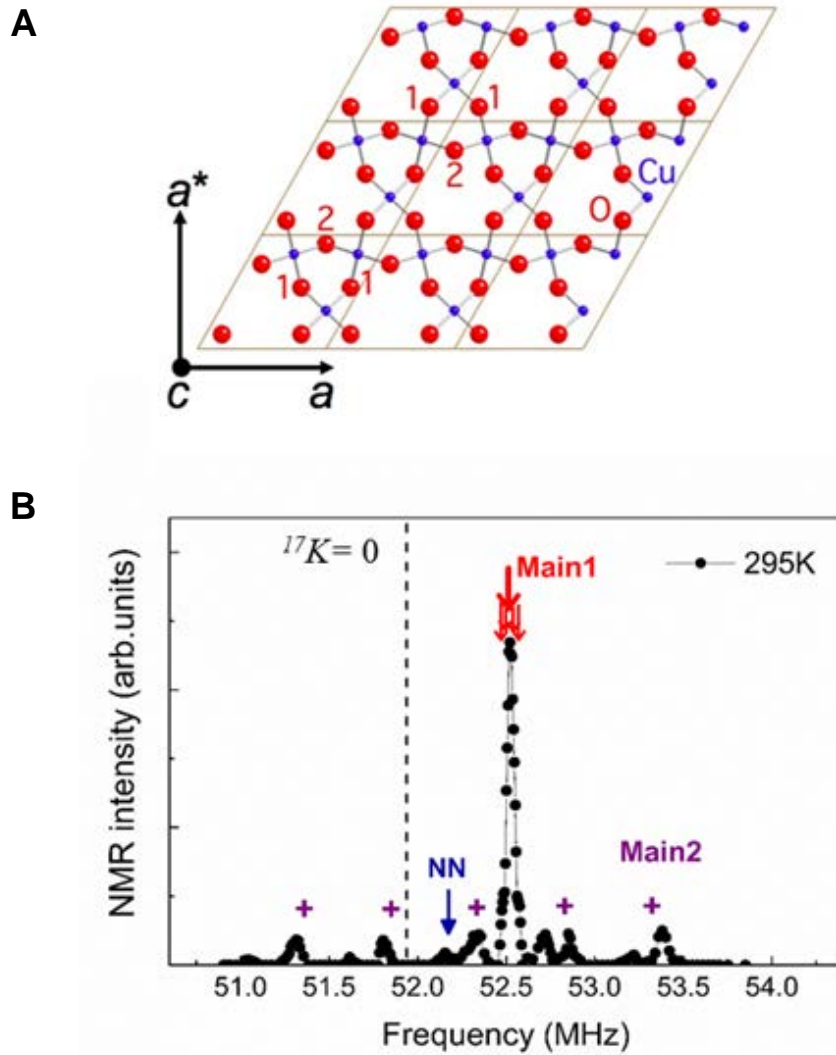 A
1 1
a*
2
Cu
O
2
1 1
c
a
B
¹⁷K= 0
Main1
295K
NMR intensity (arb.units)
NN
Main2
+ + + + +
51.0 51.5 52.0 52.5 53.0 53.5 54.0
Frequency (MHz)